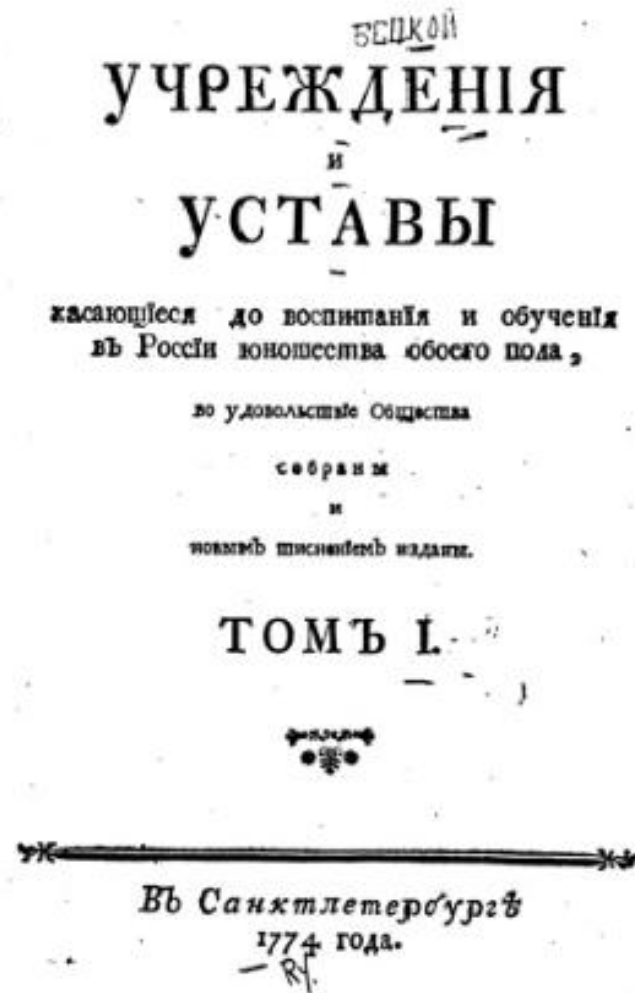 БЕЦКОЙ
УЧРЕЖДЕНІЯ
и
УСТАВЫ
касающіеся до воспитанія и обученія
въ Россіи юношества обоего пола,
во удовольствіе Общества
собраны
и
новымъ тисненіемъ изданы.
ТОМЪ I.
Въ Санктпетербургѣ
1774 года.